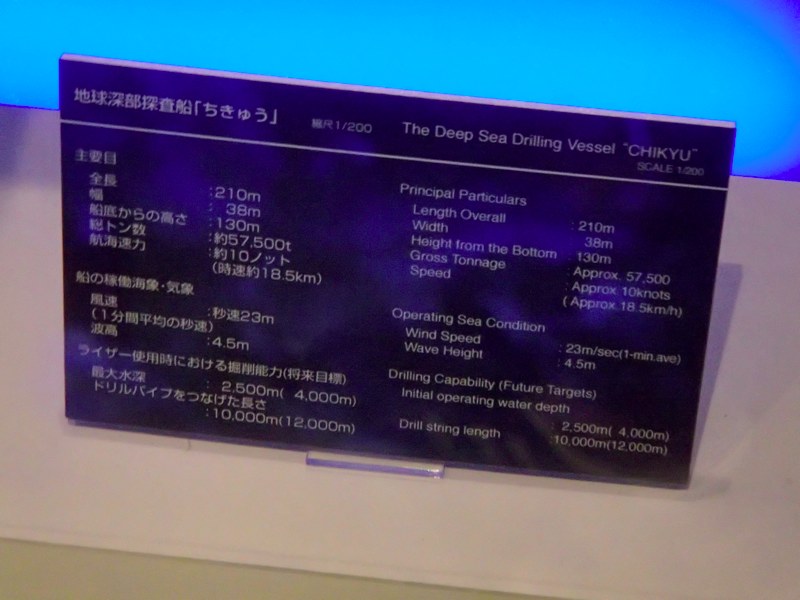 地球深部探査船「ちきゅう」 縮尺1/200 The Deep Sea Drilling Vessel "CHIKYU"
SCALE 1/200
主要目
全長 :210m
幅 : 38m
船底からの高さ :130m
総トン数 :約57,500t
航海速力 :約10ノット
(時速約18.5km)
船の稼働海象・気象
風速 :秒速23m
(1分間平均の秒速)
波高 :4.5m
ライザー使用時における掘削能力(将来目標)
最大水深 : 2,500m( 4,000m)
ドリルパイプをつなげた長さ
:10,000m(12,000m)
Principal Particulars
Length Overall : 210m
Width : 38m
Height from the Bottom : 130m
Gross Tonnage : Approx. 57,500
Speed : Approx. 10knots
(Approx.18.5km/h)
Operating Sea Condition
Wind Speed : 23m/sec(1-min.ave)
Wave Height : 4.5m
Drilling Capability (Future Targets)
Initial operating water depth
: 2,500m( 4,000m)
Drill string length :10,000m(12,000m)